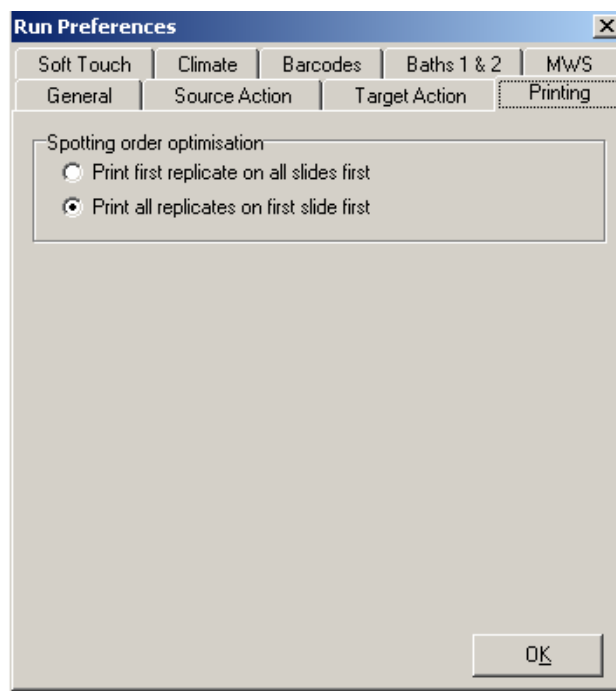 Run Preferences
Soft Touch Climate Barcodes Baths 1 & 2 MWS
General Source Action Target Action Printing
Spotting order optimisation
Print first replicate on all slides first
Print all replicates on first slide first
OK